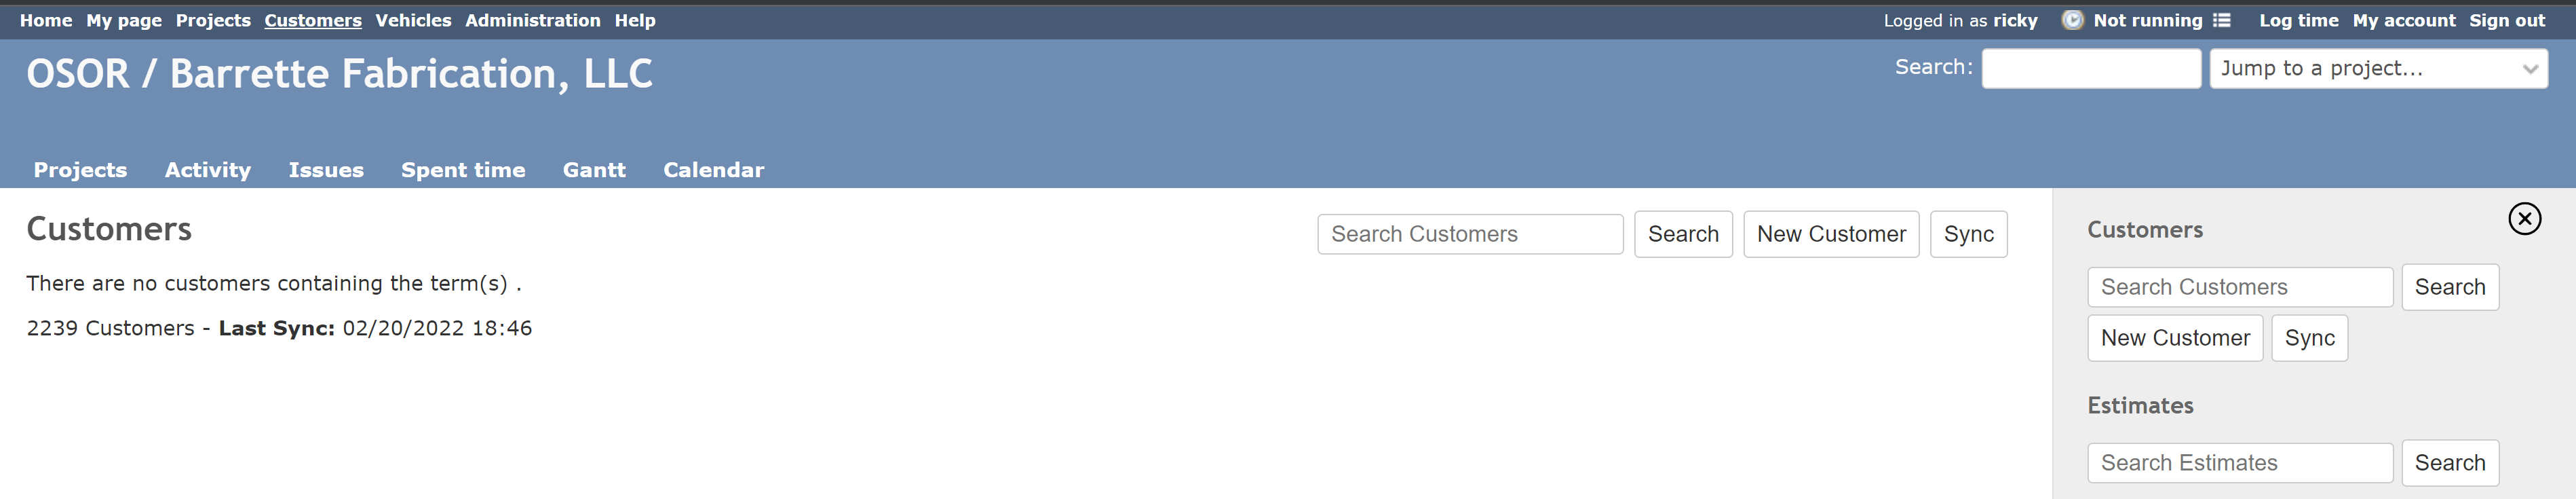 Home My page Projects Customers Vehicles Administration Help
Logged in as ricky Not running Log time My account Sign out
OSOR / Barrette Fabrication, LLC
Search: Jump to a project...
Projects Activity Issues Spent time Gantt Calendar
Customers
Search Customers Search New Customer Sync
There are no customers containing the term(s) .
2239 Customers - Last Sync: 02/20/2022 18:46
Customers
Search Customers Search
New Customer Sync
Estimates
Search Estimates Search